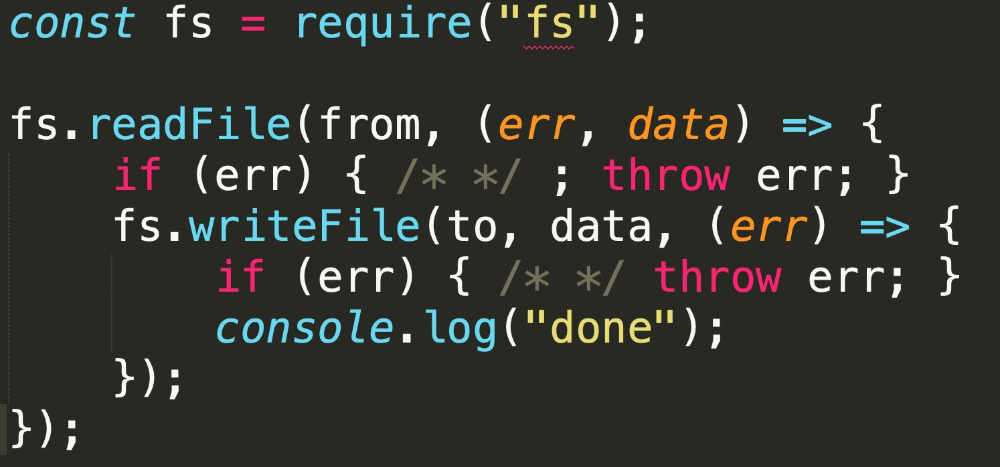 const fs = require("fs");
fs.readFile(from, (err, data) => {
if (err) { /* */ ; throw err; }
fs.writeFile(to, data, (err) => {
if (err) { /* */ throw err; }
console.log("done");
});
});